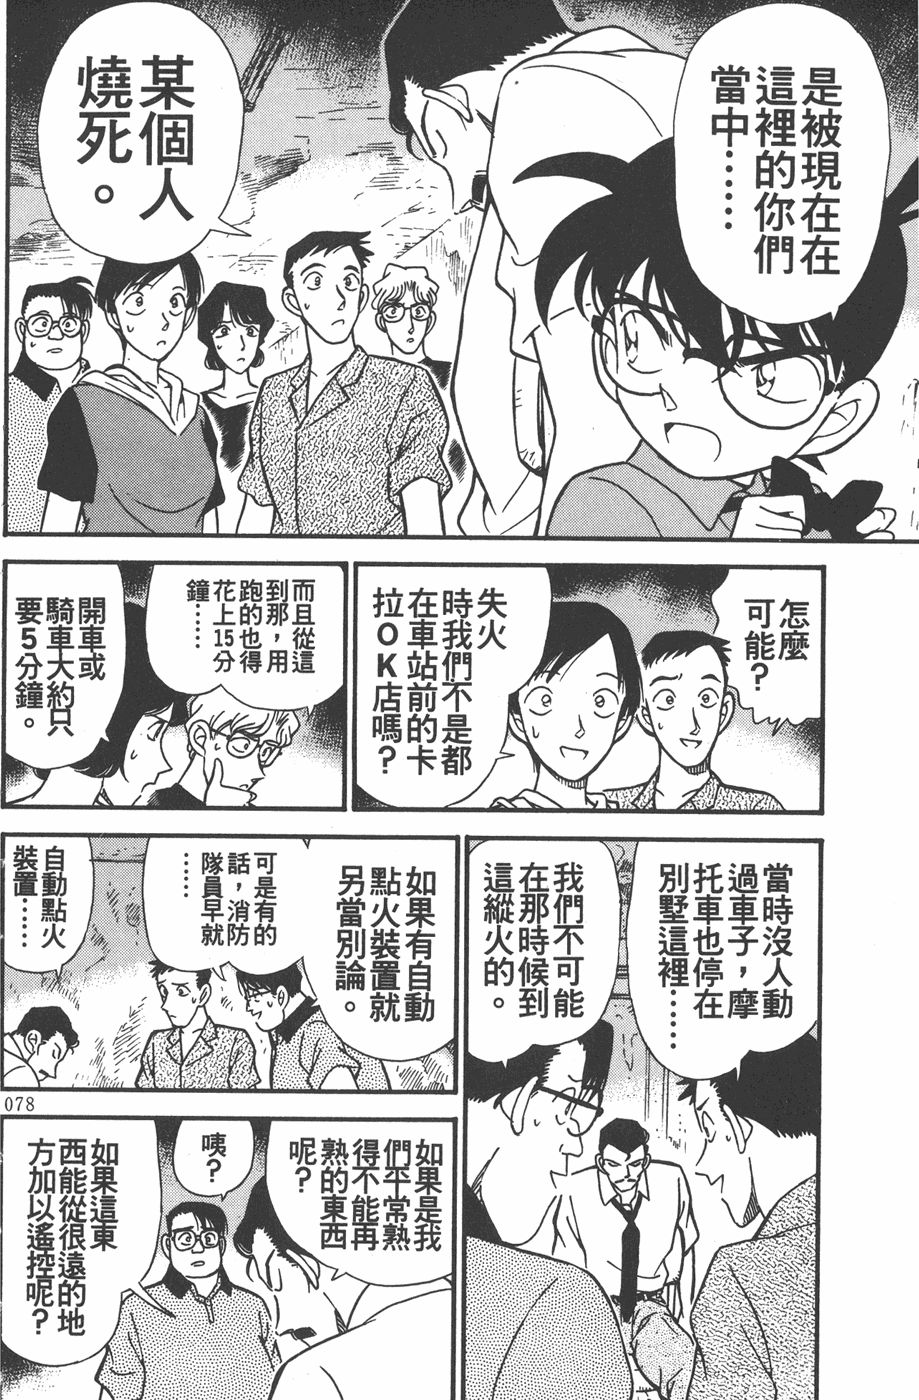 是被現在在
這裡的你們
當中……
某個人
燒死。
怎麼
可能?
失火
時我們不是都
在車站前的卡
拉OK店嗎?
而且從這
到那,用
跑的也得
花上15分
鐘……
開車或
騎車大約只
要5分鐘。
當時沒人動
過車子,摩
托車也停在
別墅這裡……
我們不可能
在那時候到
這縱火的。
如果有自動
點火裝置就
另當別論。
可是有的
話,消防
隊員早就
……
自動點火
裝置……
如果是我
們平常熟
得不能再
熟的東西
呢?
咦?
如果這東
西能從很遠的地
方加以遙控呢?
078